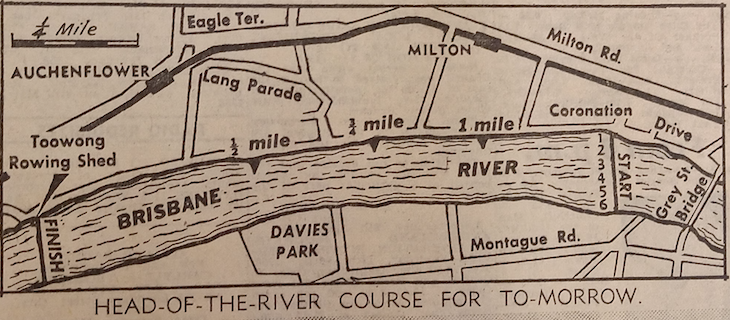 ¼ Mile
Eagle Ter.
MILTON
Milton Rd.
AUCHENFLOWER
Lang Parade
Coronation Drive
Toowong
Rowing Shed
½ mile
¾ mile
1 mile
1
2
3
4
5
6
START
Grey St.
Bridge
RIVER
BRISBANE
FINISH
DAVIES
PARK
Montague Rd.
HEAD-OF-THE-RIVER COURSE FOR TO-MORROW.